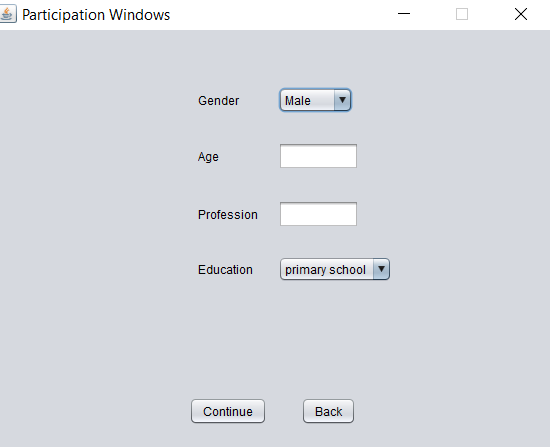 Participation Windows
Gender Male
Age
Profession
Education primary school
Continue Back